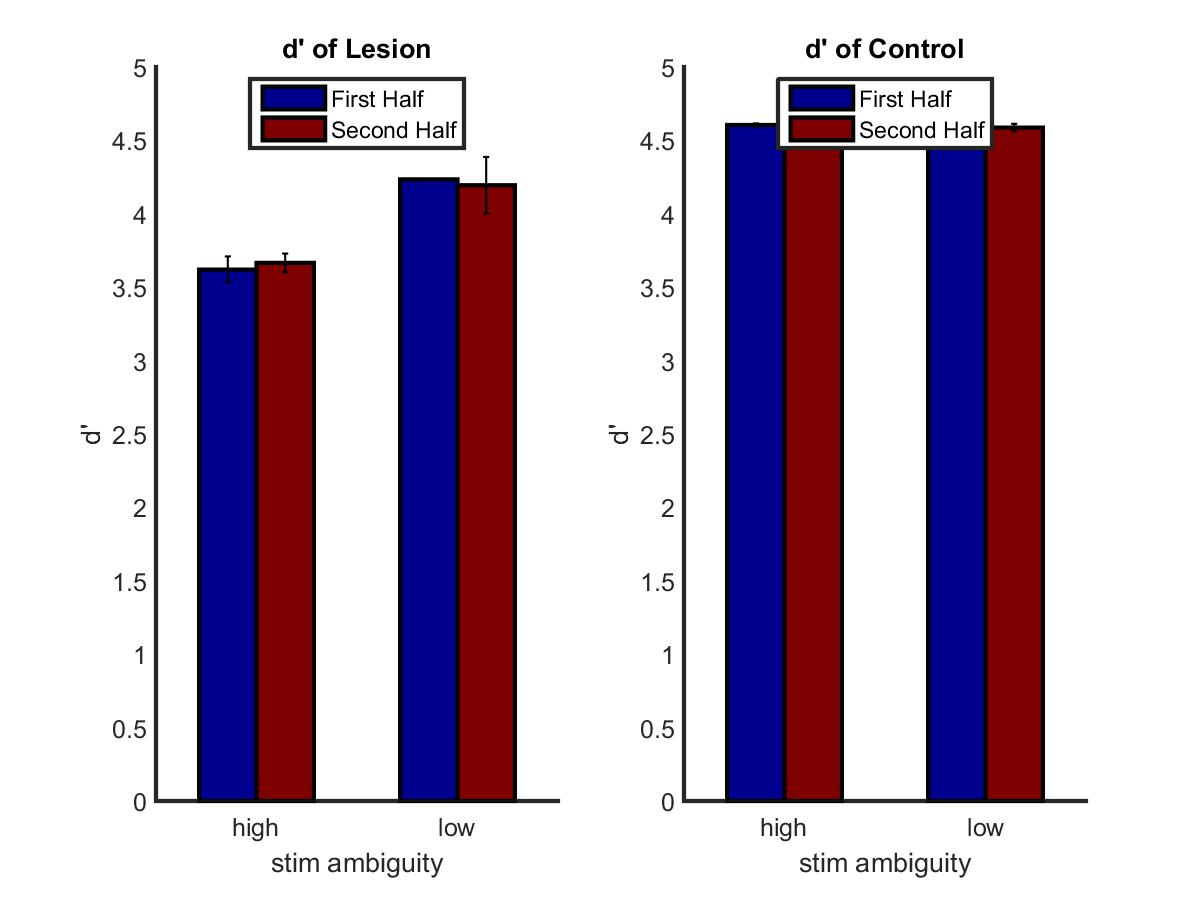 d' of Lesion
First Half
Second Half
5
4.5
4
3.5
3
2.5
2
1.5
1
0.5
0
d'
high
low
stim ambiguity
d' of Control
First Half
Second Half
5
4.5
4
3.5
3
2.5
2
1.5
1
0.5
0
d'
high
low
stim ambiguity